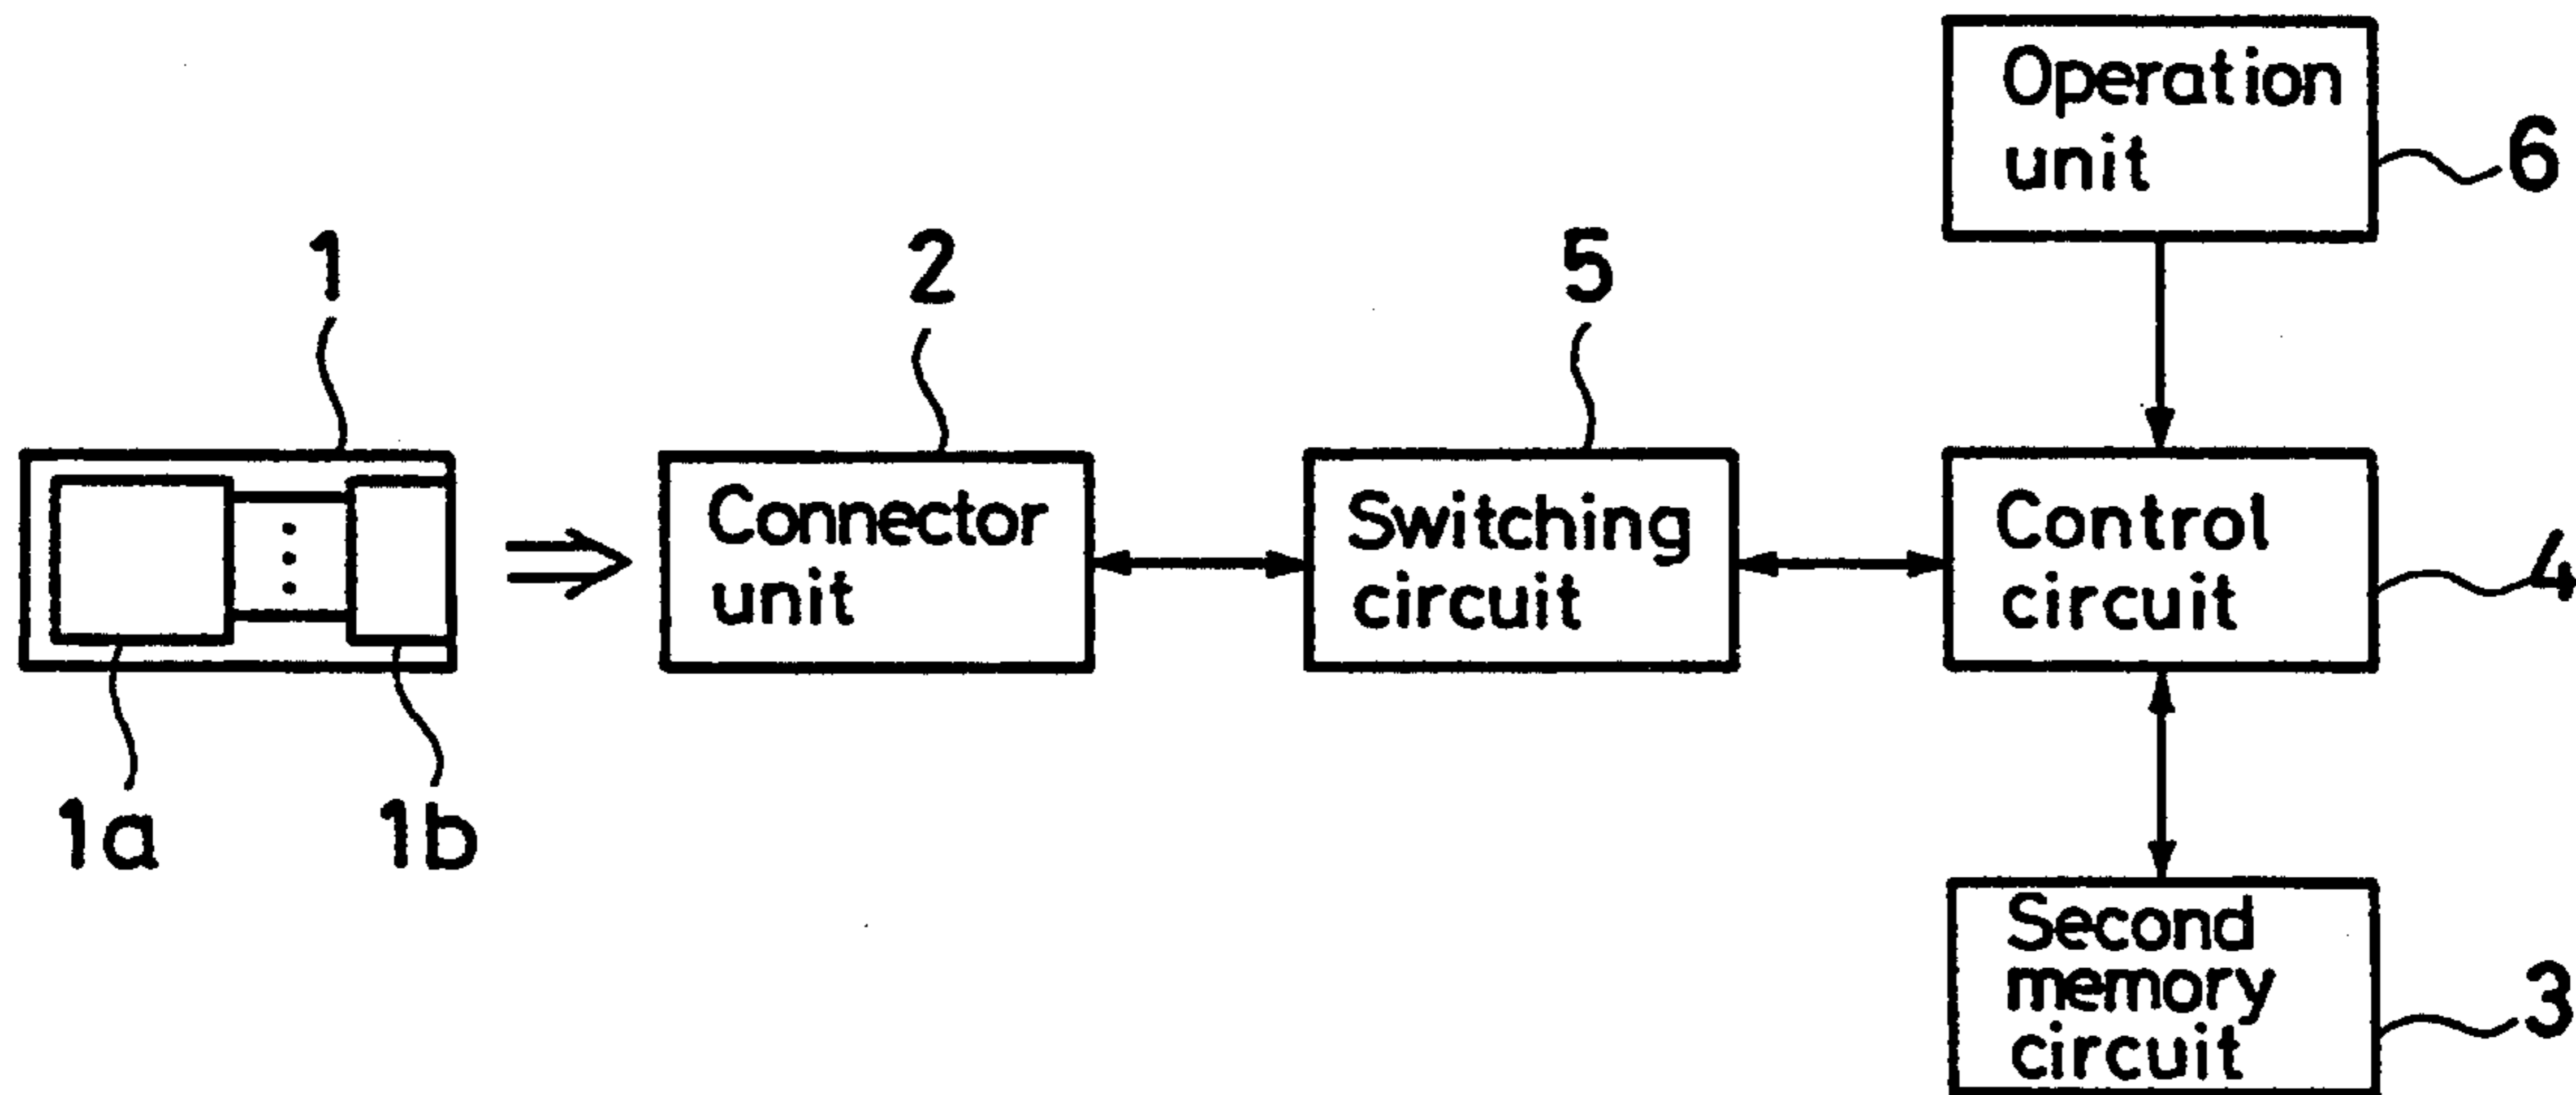 Operation
unit
6
1
2
5
Connector
unit
Switching
circuit
Control
circuit
4
1a
1b
Second
memory
circuit
3